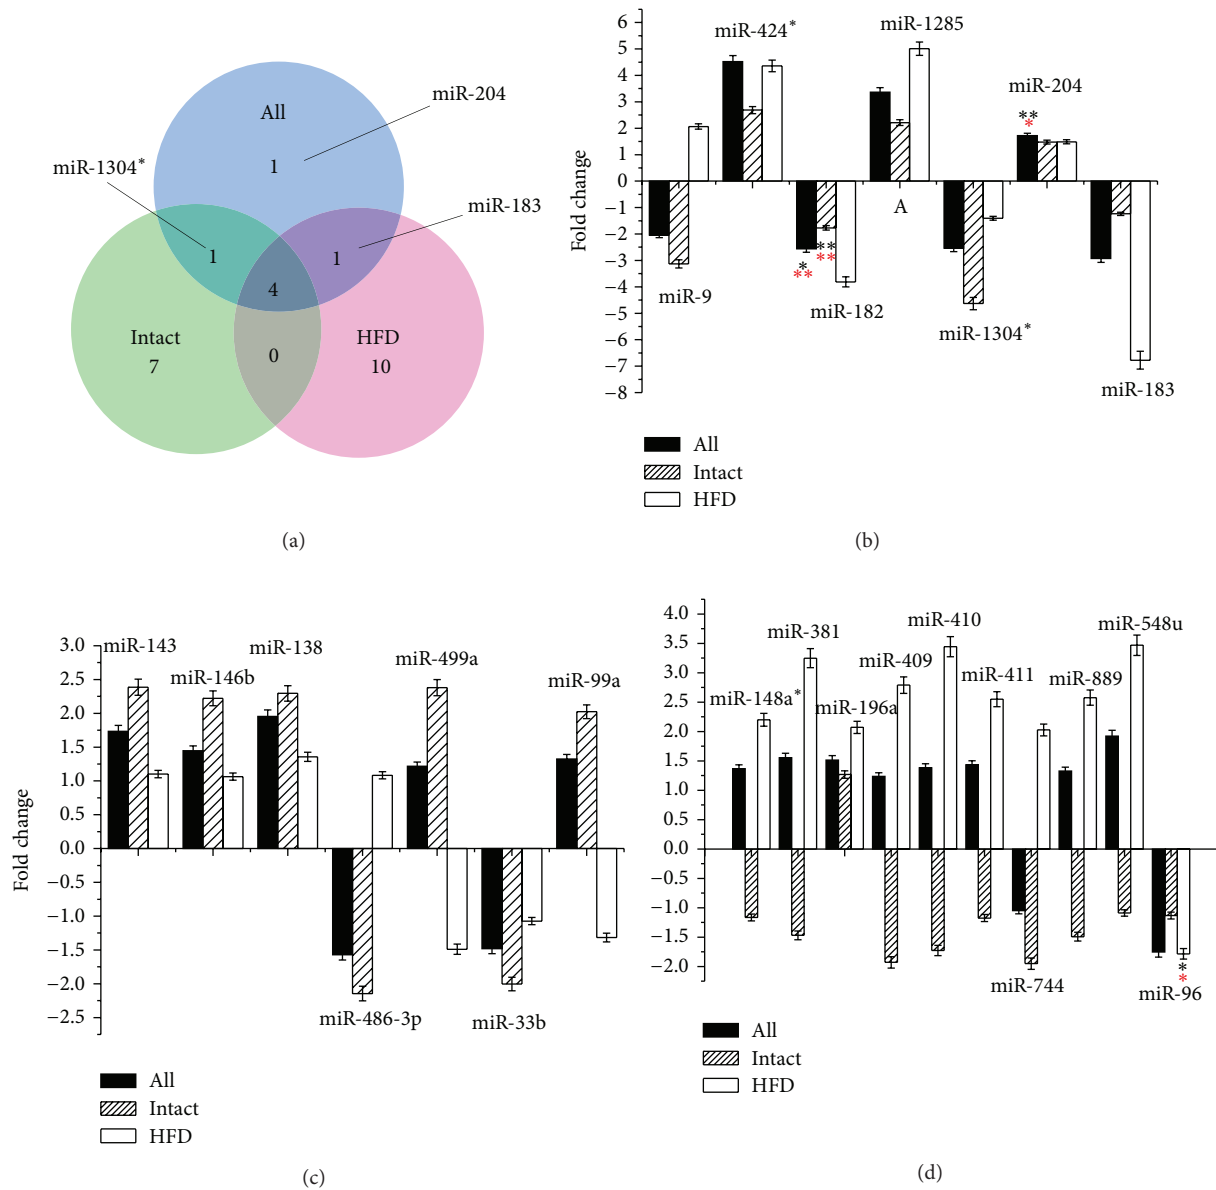 All
1
miR-204
miR-1304*
miR-183
1
1
4
Intact
7
0
HFD
10
(a)
Fold change
6
5
4
3
2
1
0
−1
−2
−3
−4
−5
−6
−7
−8
miR-9
miR-424*
miR-182
miR-1285
A
miR-1304*
miR-204
miR-183
**
*
*
**
**
**
All
Intact
HFD
(b)
Fold change
3.0
2.5
2.0
1.5
1.0
0.5
0.0
−0.5
−1.0
−1.5
−2.0
−2.5
miR-143
miR-146b
miR-138
miR-486-3p
miR-499a
miR-33b
miR-99a
All
Intact
HFD
(c)
4.0
3.5
3.0
2.5
2.0
1.5
1.0
0.5
0.0
−0.5
−1.0
−1.5
−2.0
miR-148a*
miR-381
miR-196a
miR-409
miR-410
miR-411
miR-744
miR-889
miR-548u
miR-96
*
*
All
Intact
HFD
(d)